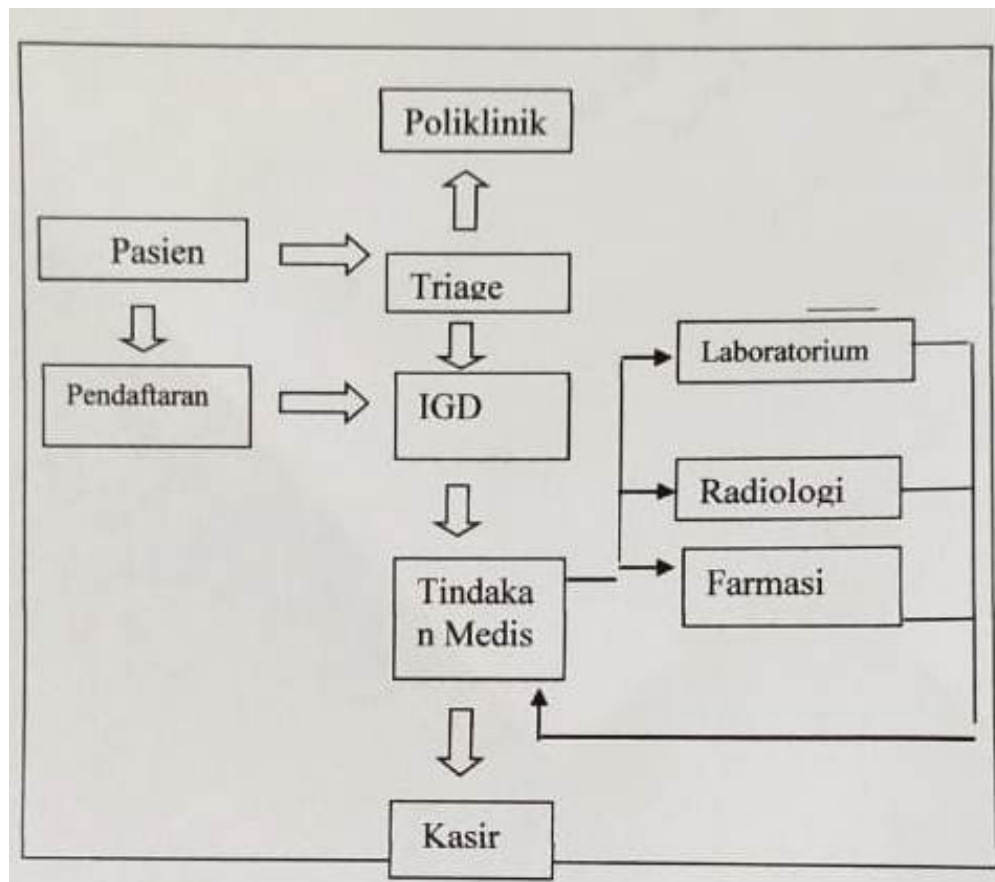 Poliklinik
Pasien
Triage
Pendaftaran
IGD
Laboratorium
Radiologi
Tindaka
n Medis
Farmasi
Kasir